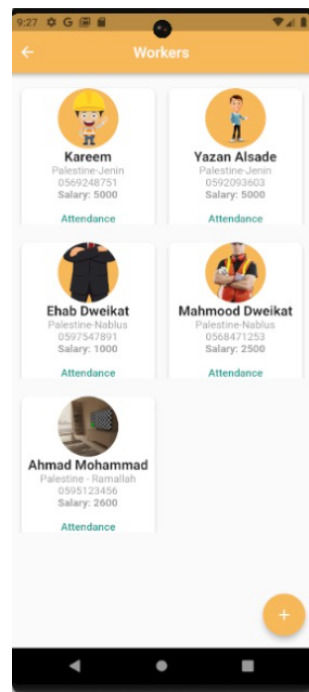 9:27 G
Workers
Kareem
Palestine-Jenin
0569248751
Salary: 5000
Attendance
Yazan Alsade
Palestine-Jenin
0592093603
Salary: 5000
Attendance
Ehab Dweikat
Palestine-Nablus
0597547891
Salary: 1000
Attendance
Mahmood Dweikat
Palestine-Nablus
0568471253
Salary: 2500
Attendance
Ahmad Mohammad
Palestine - Ramallah
0595123456
Salary: 2600
Attendance